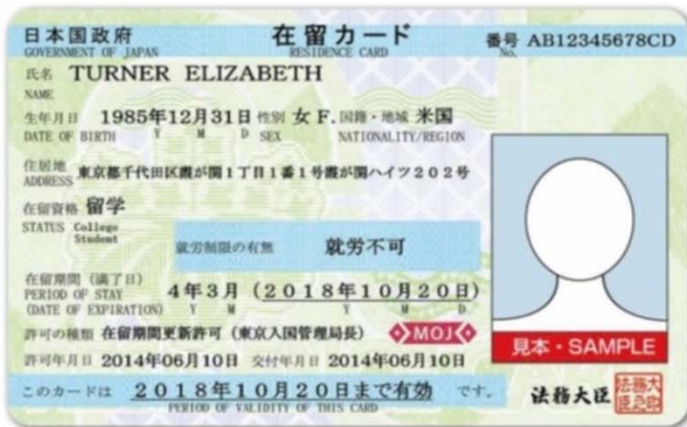 日本国政府 在留カード 番号 AB12345678CD
GOVERNMENT OF JAPAN RESIDENCE CARD No.
氏名 TURNER ELIZABETH
NAME
生年月日 1985年12月31日 性別 女 F. 国籍・地域 米国
DATE OF BIRTH Y M D SEX NATIONALITY/REGION
住居地 東京都千代田区霞が関1丁目1番1号霞が関ハイツ202号
ADDRESS
在留資格 留学
STATUS College
Student
就労制限の有無 就労不可
在留期間(満了日) 4年3月(2018年10月20日)
PERIOD OF STAY
(DATE OF EXPIRATION) Y M Y M D
許可の種類 在留期間更新許可(東京入国管理局長) MOJ
見本・SAMPLE
許可年月日 2014年06月10日 交付年月日 2014年06月10日
このカードは 2018年10月20日まで有効 です。
PERIOD OF VALIDITY OF THIS CARD
法務大臣